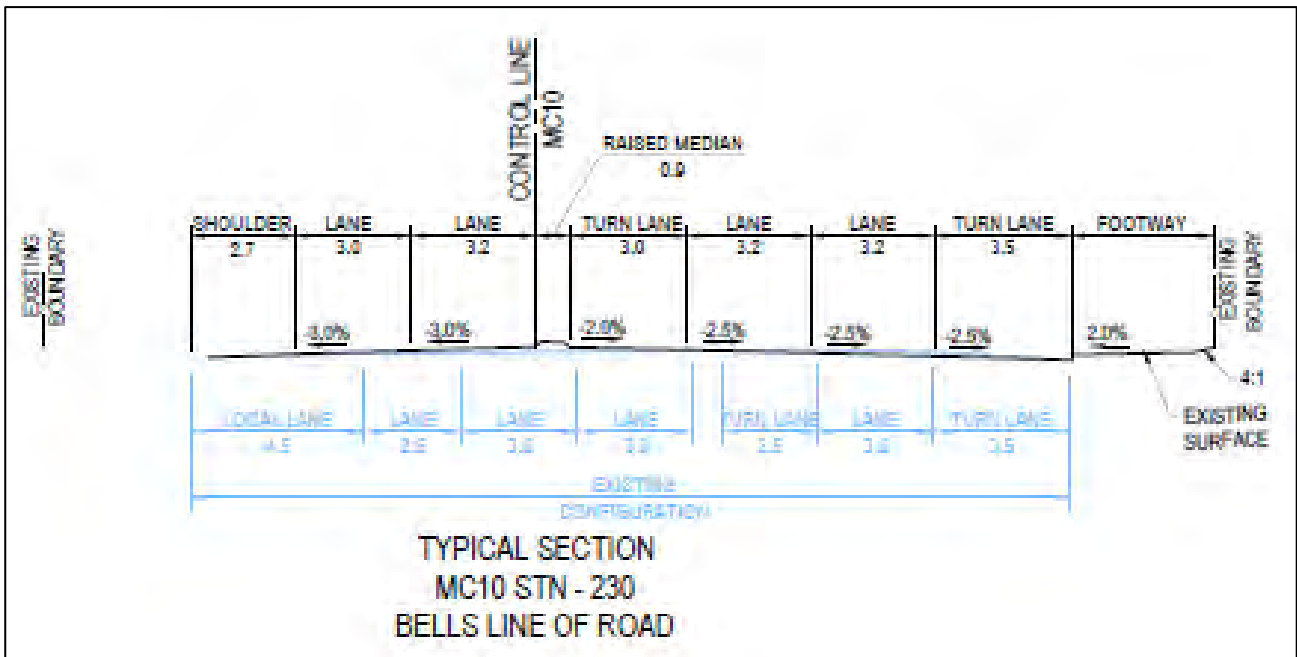 CONTROL LINE
MC10
RAISED MEDIAN
0.9
EXISTING
BOUNDARY
SHOULDER LANE LANE TURN LANE LANE LANE TURN LANE FOOTWAY
2.7 3.0 3.2 3.0 3.2 3.2 3.5
EXISTING
BOUNDARY
-3.0% -3.0% -2.0% -2.5% -2.5% -2.5% 2.0%
4:1
LOCAL LANE LANE LANE LANE TURN LANE LANE TURN LANE
4.5 3.5
EXISTING
SURFACE
EXISTING
CONFIGURATION
TYPICAL SECTION
MC10 STN - 230
BELLS LINE OF ROAD